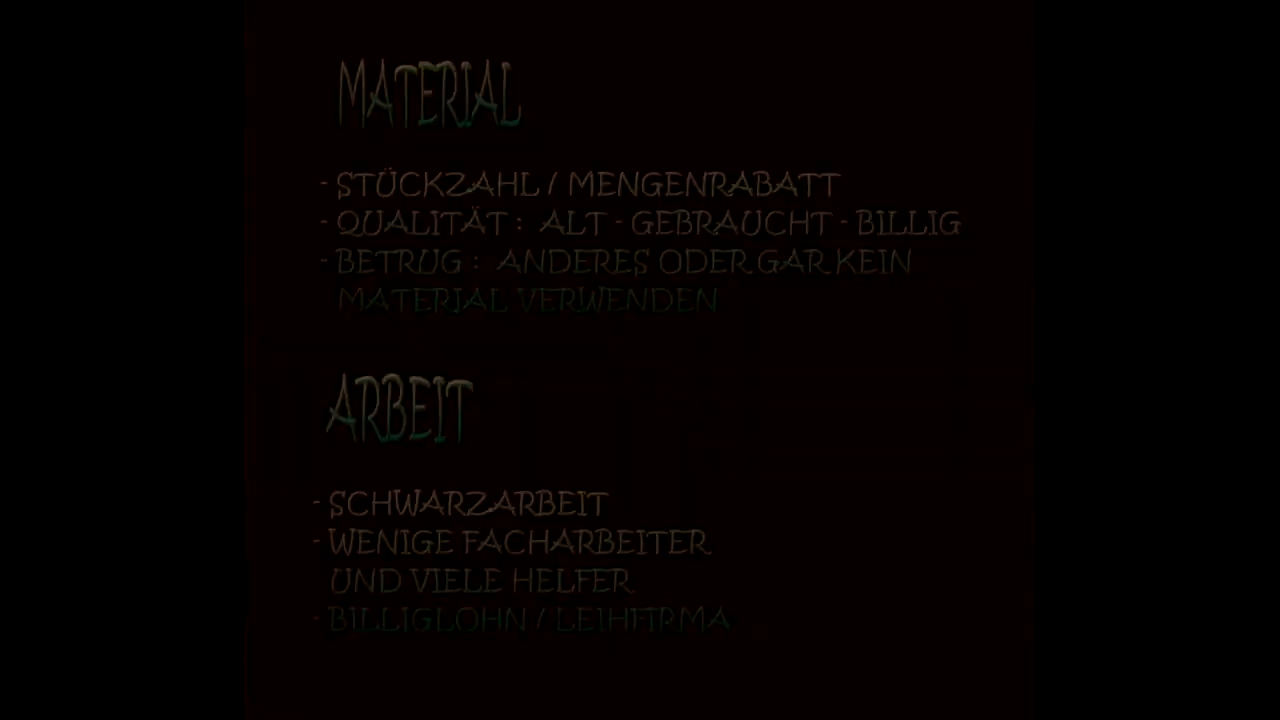 MATERIAL
- STÜCKZAHL / MENGENRABATT
- QUALITÄT : ALT - GEBRAUCHT - BILLIG
- BETRUG : ANDERES ODER GAR KEIN
MATERIAL VERWENDEN
ARBEIT
- SCHWARZARBEIT
- WENIGE FACHARBEITER
UND VIELE HELFER
- BILLIGLOHN / LEIHFIRMA